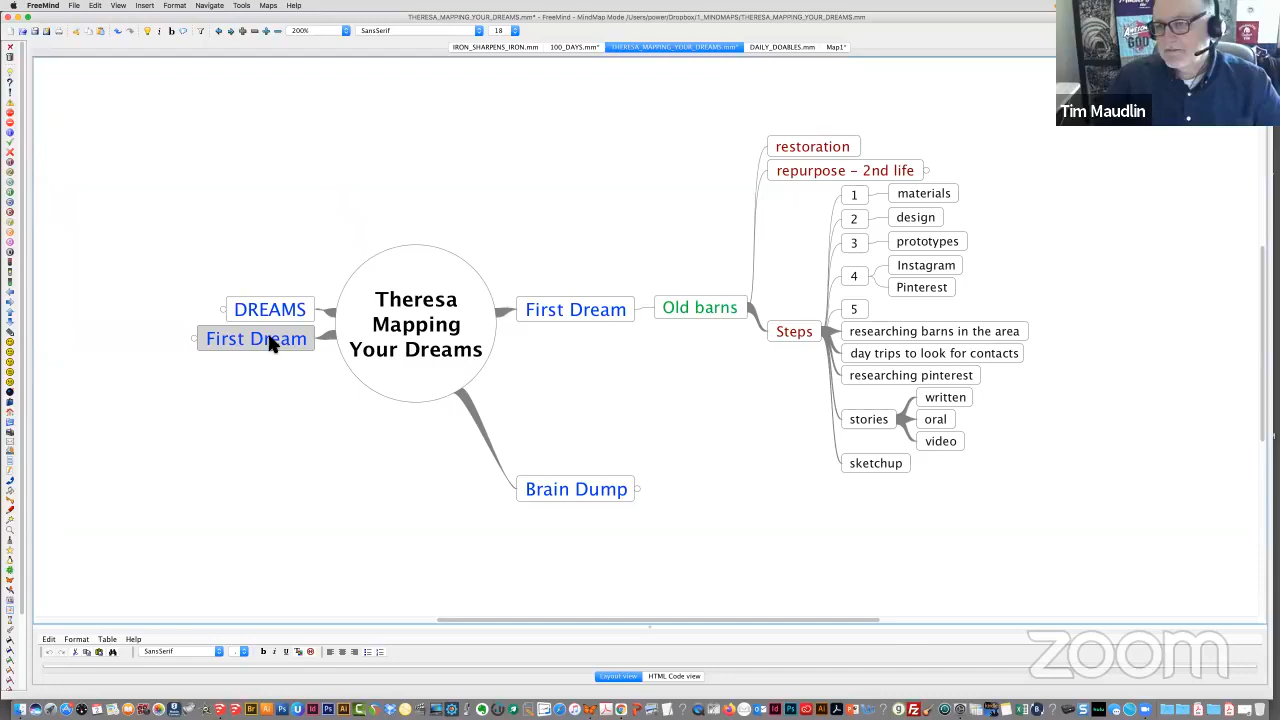 FreeMind File Edit View Insert Format Navigate Tools Maps Help
THERESA_MAPPING_YOUR_DREAMS.mm* - FreeMind - MindMap Mode /Users/power/Dropbox/1_MINDMAPS/THERESA_MAPPING_YOUR_DREAMS.mm
200% SansSerif 18
IRON_SHARPENS_IRON.mm 100_DAYS.mm* THERESA_MAPPING_YOUR_DREAMS.mm* DAILY_DOABLES.mm Map1*
Tim Maudlin
restoration
repurpose - 2nd life
1 materials
2 design
3 prototypes
4 Instagram
Pinterest
5
researching barns in the area
day trips to look for contacts
researching pinterest
stories
written
oral
video
sketchup
Steps
Old barns
First Dream
DREAMS
First Dream
Theresa
Mapping
Your Dreams
Brain Dump
Edit Format Table Help
SansSerif
Layout view HTML Code view
zoom